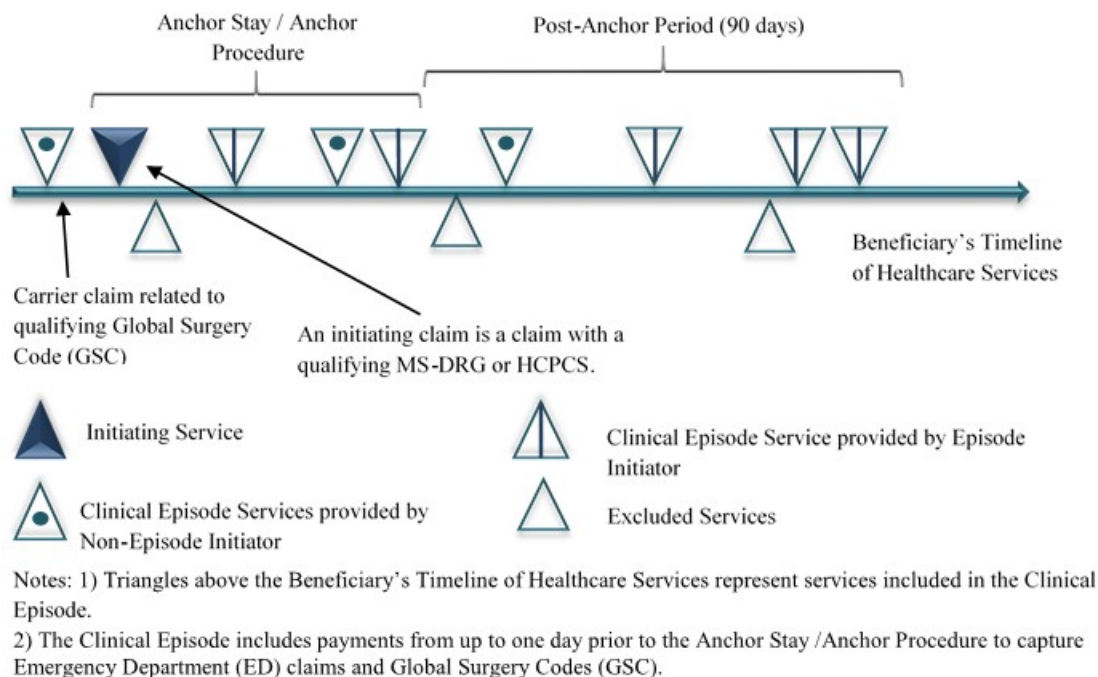 Anchor Stay / Anchor
Procedure
Post-Anchor Period (90 days)
Beneficiary’s Timeline
of Healthcare Services
Carrier claim related to
qualifying Global Surgery
Code (GSC)
An initiating claim is a claim with a
qualifying MS-DRG or HCPCS.
Initiating Service
Clinical Episode Service provided by Episode
Initiator
Clinical Episode Services provided by
Non-Episode Initiator
Excluded Services
Notes: 1) Triangles above the Beneficiary’s Timeline of Healthcare Services represent services included in the Clinical
Episode.
2) The Clinical Episode includes payments from up to one day prior to the Anchor Stay /Anchor Procedure to capture
Emergency Department (ED) claims and Global Surgery Codes (GSC).